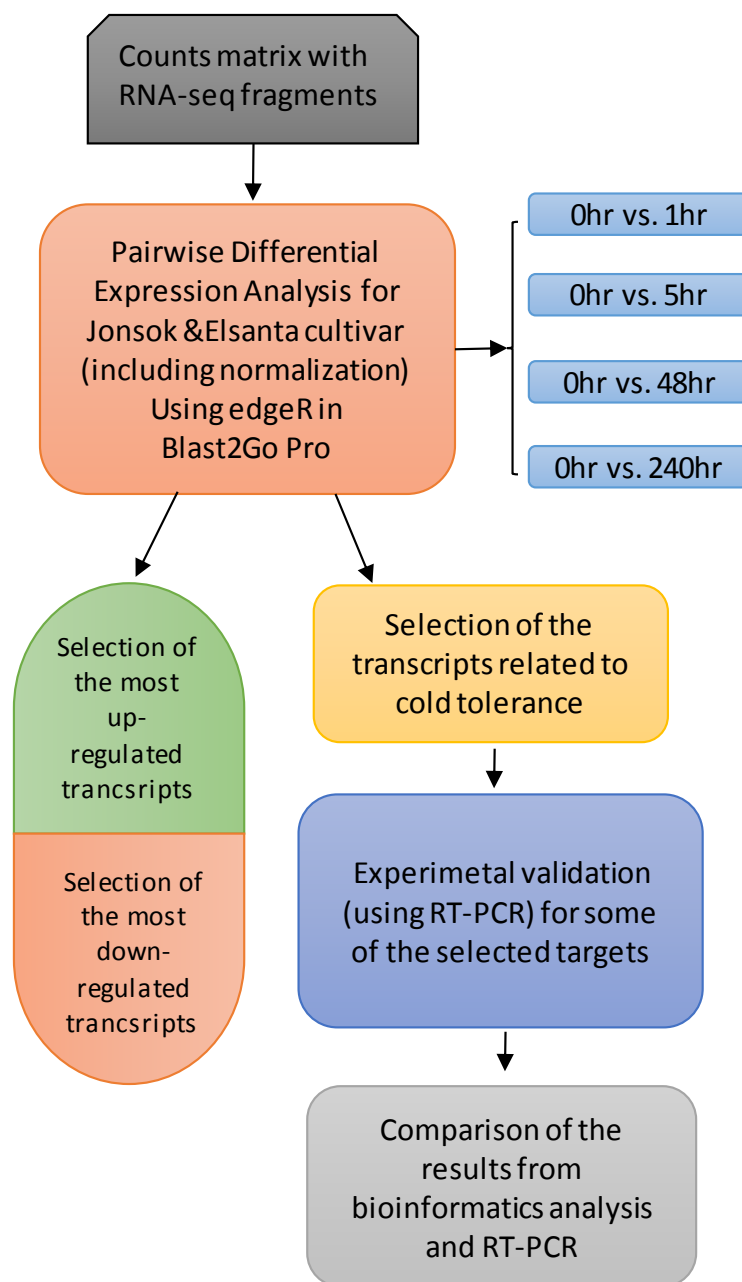 Counts matrix with
RNA-seq fragments
Pairwise Differential
Expression Analysis for
Jonsok &Elsanta cultivar
(including normalization)
Using edgeR in
Blast2Go Pro
0hr vs. 1hr
0hr vs. 5hr
0hr vs. 48hr
0hr vs. 240hr
Selection of
the most
up-
regulated
trancsripts
Selection of
the most
down-
regulated
trancsripts
Selection of the
transcripts related to
cold tolerance
Experimetal validation
(using RT-PCR) for some
of the selected targets
Comparison of the
results from
bioinformatics analysis
and RT-PCR